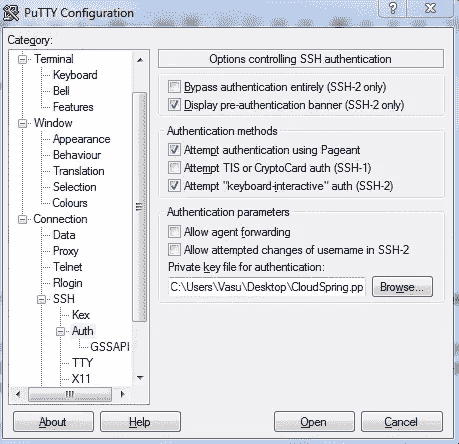 PuTTY Configuration
Category:
Terminal
Keyboard
Bell
Features
Window
Appearance
Behaviour
Translation
Selection
Colours
Connection
Data
Proxy
Telnet
Rlogin
SSH
Kex
Auth
GSSAPI
TTY
X11
Options controlling SSH authentication
Bypass authentication entirely (SSH-2 only)
Display pre-authentication banner (SSH-2 only)
Authentication methods
Attempt authentication using Pageant
Attempt TIS or CryptoCard auth (SSH-1)
Attempt "keyboard-interactive" auth (SSH-2)
Authentication parameters
Allow agent forwarding
Allow attempted changes of username in SSH-2
Private key file for authentication:
C:\Users\Vasu\Desktop\CloudSpring.pp
Browse...
About
Help
Open
Cancel